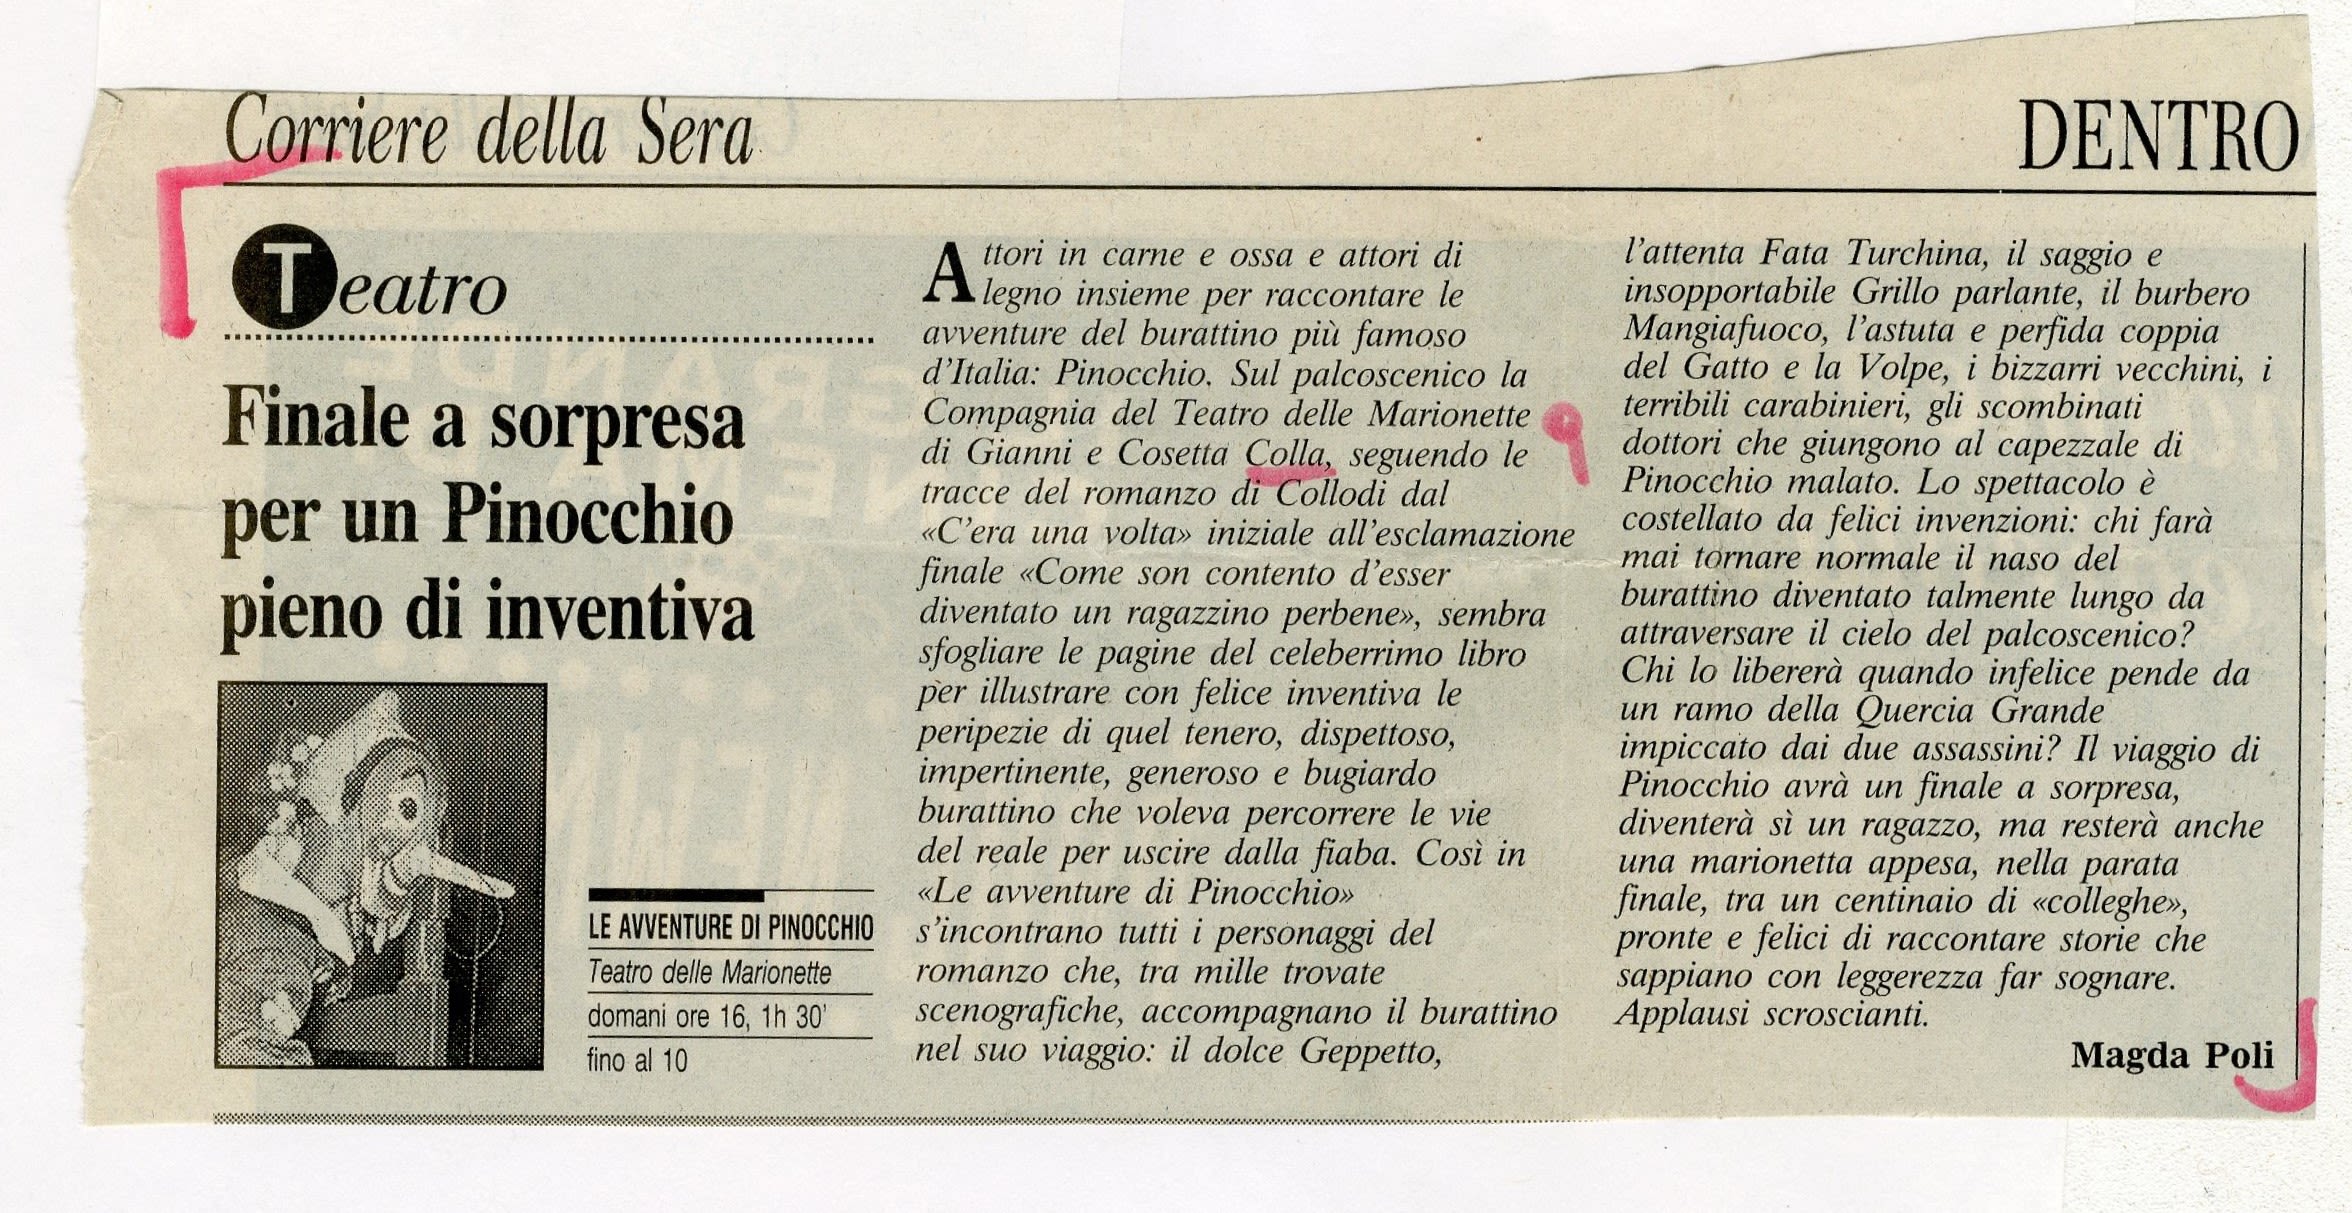 Corriere della Sera
DENTRO
Teatro
Finale a sorpresa
per un Pinocchio
pieno di inventiva
LE AVVENTURE DI PINOCCHIO
Teatro delle Marionette
domani ore 16, 1h 30'
fino al 10
Attori in carne e ossa e attori di
legno insieme per raccontare le
avventure del burattino più famoso
d'Italia: Pinocchio. Sul palcoscenico la
Compagnia del Teatro delle Marionette
di Gianni e Cosetta Colla, seguendo le
tracce del romanzo di Collodi dal
«C'era una volta» iniziale all'esclamazione
finale «Come son contento d'esser
diventato un ragazzino perbene», sembra
sfogliare le pagine del celeberrimo libro
per illustrare con felice inventiva le
peripezie di quel tenero, dispettoso,
impertinente, generoso e bugiardo
burattino che voleva percorrere le vie
del reale per uscire dalla fiaba. Così in
«Le avventure di Pinocchio»
s'incontrano tutti i personaggi del
romanzo che, tra mille trovate
scenografiche, accompagnano il burattino
nel suo viaggio: il dolce Geppetto,
l'attenta Fata Turchina, il saggio e
insopportabile Grillo parlante, il burbero
Mangiafuoco, l'astuta e perfida coppia
del Gatto e la Volpe, i bizzarri vecchini, i
terribili carabinieri, gli scombinati
dottori che giungono al capezzale di
Pinocchio malato. Lo spettacolo è
costellato da felici invenzioni: chi farà
mai tornare normale il naso del
burattino diventato talmente lungo da
attraversare il cielo del palcoscenico?
Chi lo libererà quando infelice pende da
un ramo della Quercia Grande
impiccato dai due assassini? Il viaggio di
Pinocchio avrà un finale a sorpresa,
diventerà sì un ragazzo, ma resterà anche
una marionetta appesa, nella parata
finale, tra un centinaio di «colleghe»,
pronte e felici di raccontare storie che
sappiano con leggerezza far sognare.
Applausi scroscianti.
Magda Poli